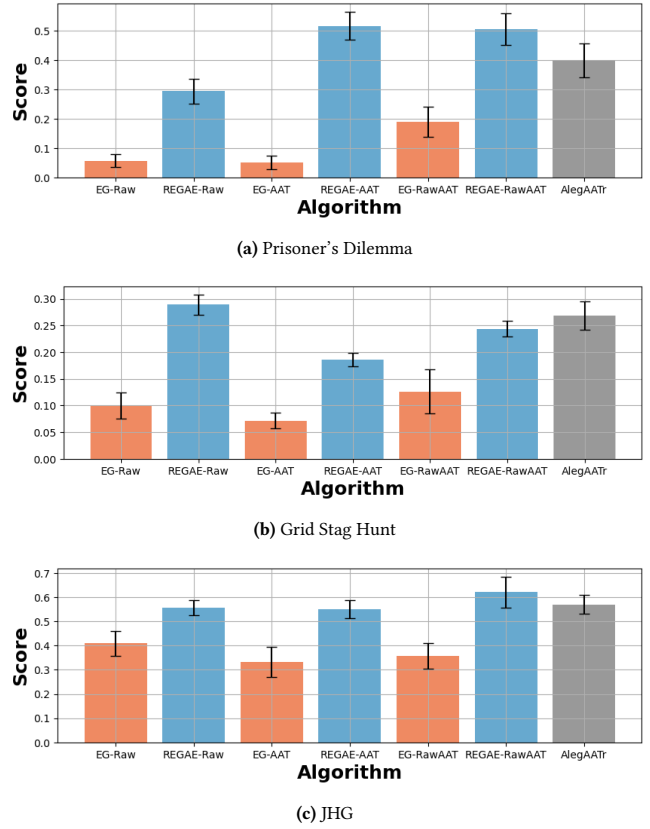 Score
0.5
0.4
0.3
0.2
0.1
0.0
EG-Raw REGAE-Raw EG-AAT REGAE-AAT EG-RawAAT REGAE-RawAAT AlegAATr
Algorithm
(a) Prisoner's Dilemma
Score
0.30
0.25
0.20
0.15
0.10
0.05
0.00
EG-Raw REGAE-Raw EG-AAT REGAE-AAT EG-RawAAT REGAE-RawAAT AlegAATr
Algorithm
(b) Grid Stag Hunt
Score
0.7
0.6
0.5
0.4
0.3
0.2
0.1
0.0
EG-Raw REGAE-Raw EG-AAT REGAE-AAT EG-RawAAT REGAE-RawAAT AlegAATr
Algorithm
(c) JHG